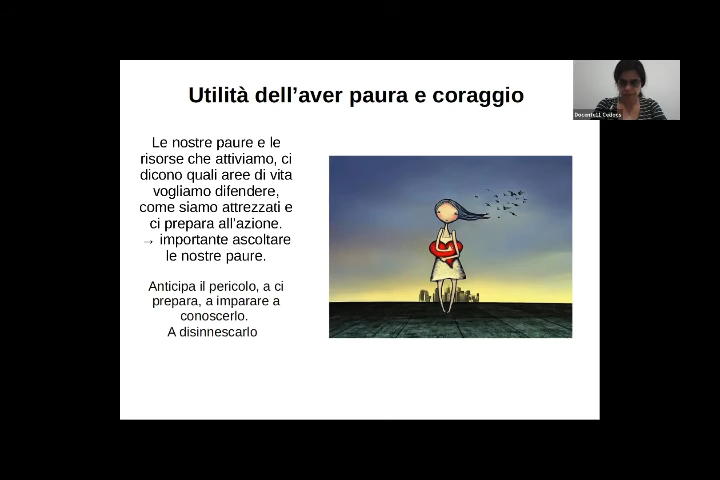 Utilità dell’aver paura e coraggio
Le nostre paure e le
risorse che attiviamo, ci
dicono quali aree di vita
vogliamo difendere,
come siamo attrezzati e
ci prepara all’azione.
→ importante ascoltare
le nostre paure.
Anticipa il pericolo, a ci
prepara, a imparare a
conoscerlo.
A disinnescarlo